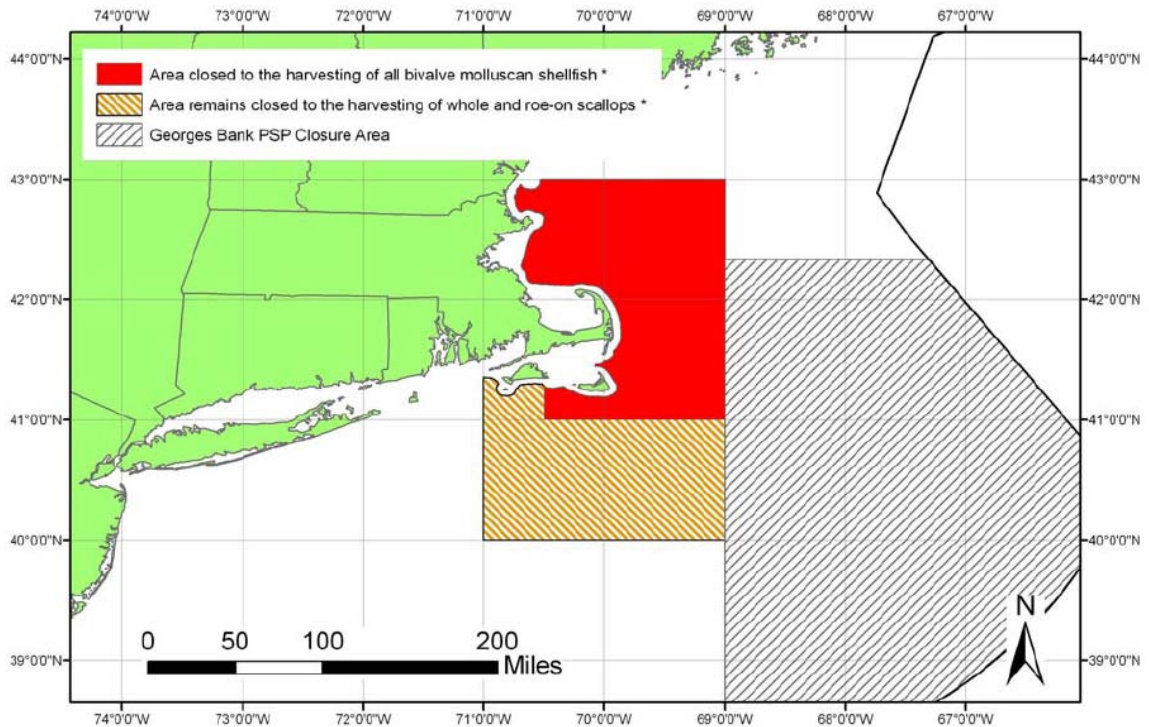 74°0'0"W 73°0'0"W 72°0'0"W 71°0'0"W 70°0'0"W 69°0'0"W 68°0'0"W 67°0'0"W
44°0'0"N 44°0'0"N
Area closed to the harvesting of all bivalve molluscan shellfish *
Area remains closed to the harvesting of whole and roe-on scallops *
Georges Bank PSP Closure Area
43°0'0"N 43°0'0"N
42°0'0"N 42°0'0"N
41°0'0"N 41°0'0"N
40°0'0"N 40°0'0"N
N
0 50 100 200
Miles
39°0'0"N 39°0'0"N
74°0'0"W 73°0'0"W 72°0'0"W 71°0'0"W 70°0'0"W 69°0'0"W 68°0'0"W 67°0'0"W